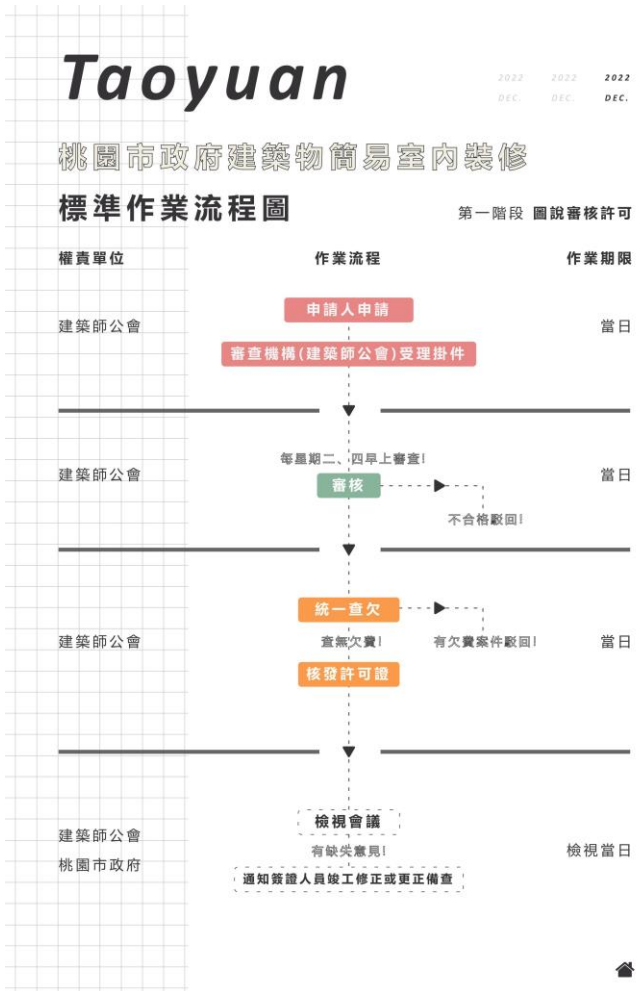 Taoyuan
2022 2022 2022
DEC. DEC. DEC.
桃園市政府建築物簡易室內裝修
標準作業流程圖
第一階段 圖說審核許可
權責單位 作業流程 作業期限
申請人申請
建築師公會 當日
審查機構(建築師公會)受理掛件
每星期二、四早上審查!
建築師公會 審核 當日
不合格駁回!
統一查欠
建築師公會 查無欠費! 有欠費案件駁回! 當日
核發許可證
檢視會議
建築師公會
有缺失意見! 檢視當日
桃園市政府
通知簽證人員竣工修正或更正備查